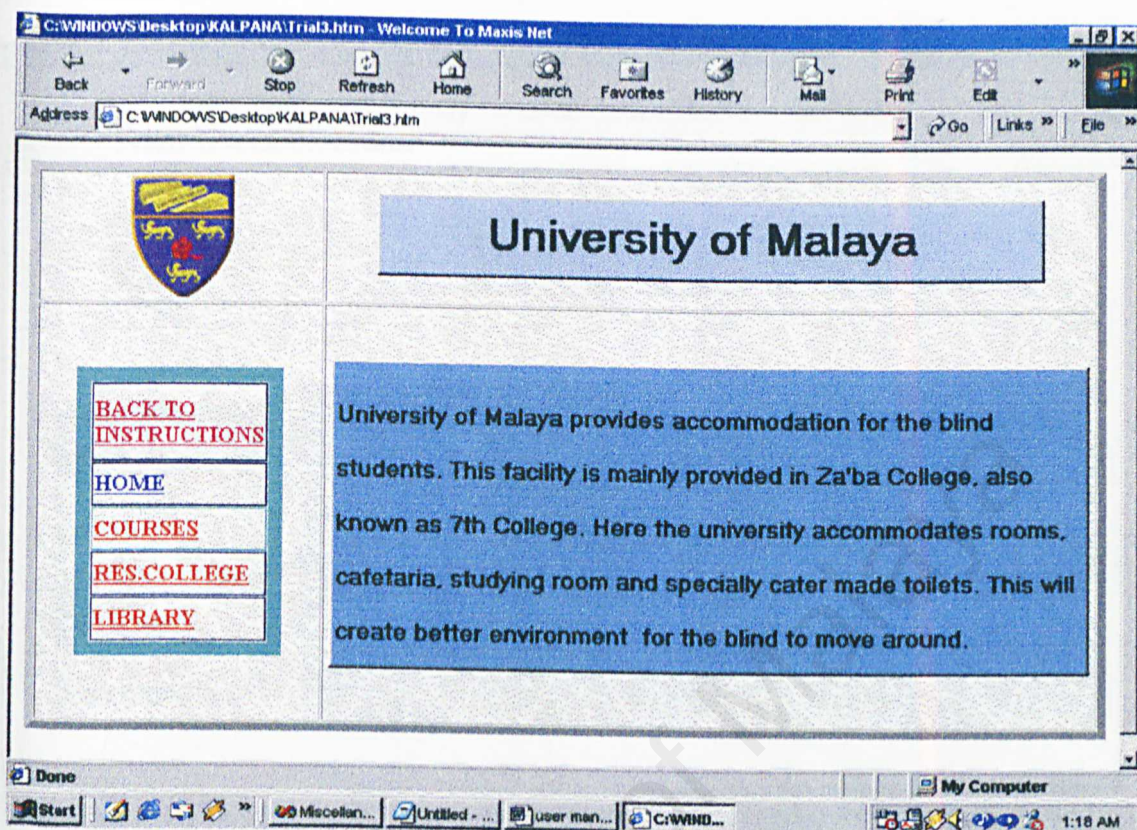 C:\WINDOWS\Desktop\KALPANA\Trial3.htm - Welcome To Maxis Net
Back Forward Stop Refresh Home Search Favorites History Mail Print Edit
Address C:\WINDOWS\Desktop\KALPANA\Trial3.htm Go Links » File »
University of Malaya
BACK TO
INSTRUCTIONS
HOME
COURSES
RES.COLLEGE
LIBRARY
University of Malaya provides accommodation for the blind
students. This facility is mainly provided in Za'ba College, also
known as 7th College. Here the university accommodates rooms,
cafetaria, studying room and specially cater made toilets. This will
create better environment for the blind to move around.
Done My Computer
Start » Miscellan... Untitled - ... user man... C:\WIND... 1:18 AM